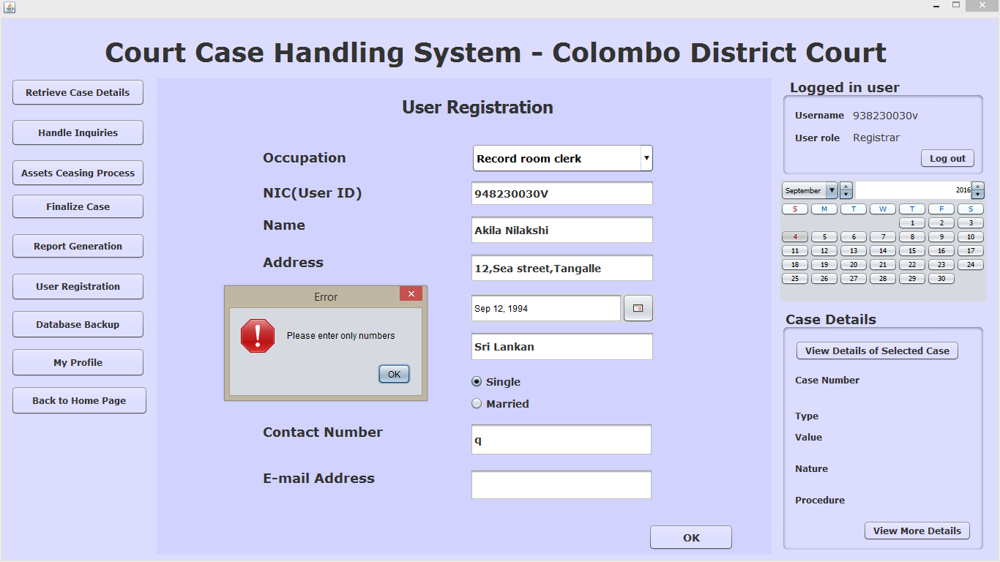 Court Case Handling System - Colombo District Court
Retrieve Case Details
Handle Inquiries
Assets Ceasing Process
Finalize Case
Report Generation
User Registration
Database Backup
My Profile
Back to Home Page
User Registration
Occupation Record room clerk
NIC(User ID) 948230030V
Name Akila Nilakshi
Address 12,Sea street,Tangalle
Sep 12, 1994
Sri Lankan
Single
Married
Contact Number q
E-mail Address
OK
Error
Please enter only numbers
OK
Logged in user
Username 938230030v
User role Registrar
Log out
September 2016
S M T W T F S
1 2 3
4 5 6 7 8 9 10
11 12 13 14 15 16 17
18 19 20 21 22 23 24
25 26 27 28 29 30
Case Details
View Details of Selected Case
Case Number
Type
Value
Nature
Procedure
View More Details